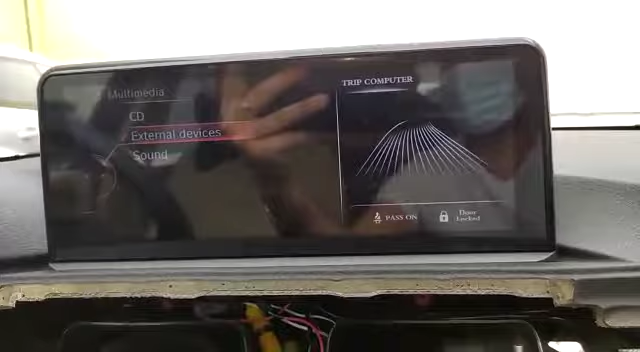 Multimedia
CD
External devices
Sound
TRIP COMPUTER
PASS ON
Door
Locked